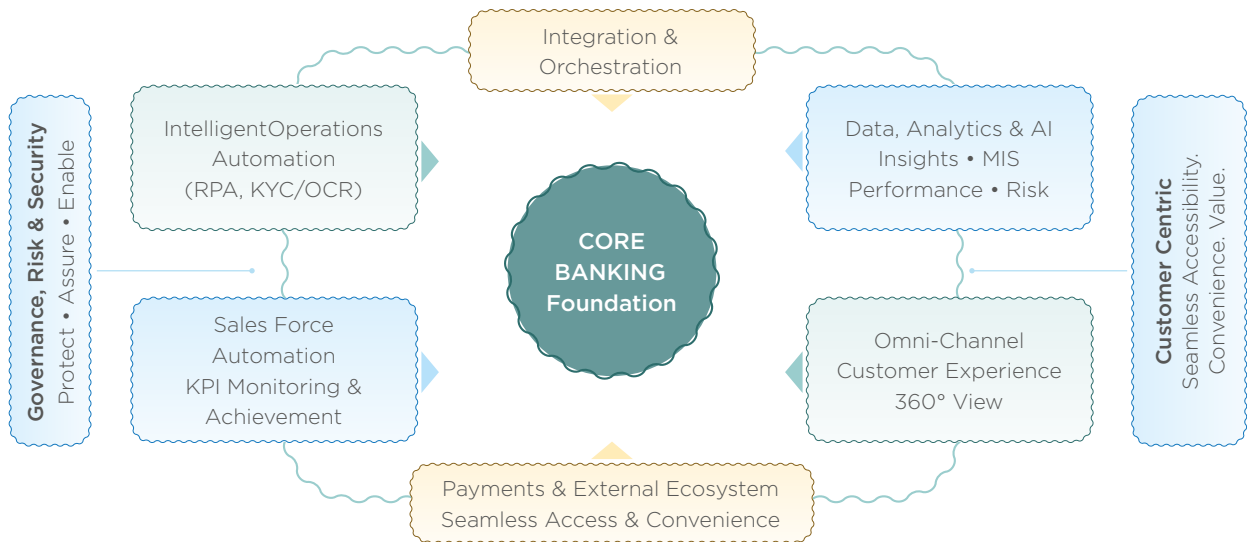 Integration &
Orchestration
Governance, Risk & Security
Protect • Assure • Enable
IntelligentOperations
Automation
(RPA, KYC/OCR)
Data, Analytics & AI
Insights • MIS
Performance • Risk
Customer Centric
Seamless Accessibility.
Convenience. Value.
CORE
BANKING
Foundation
Sales Force
Automation
KPI Monitoring &
Achievement
Omni-Channel
Customer Experience
360° View
Payments & External Ecosystem
Seamless Access & Convenience